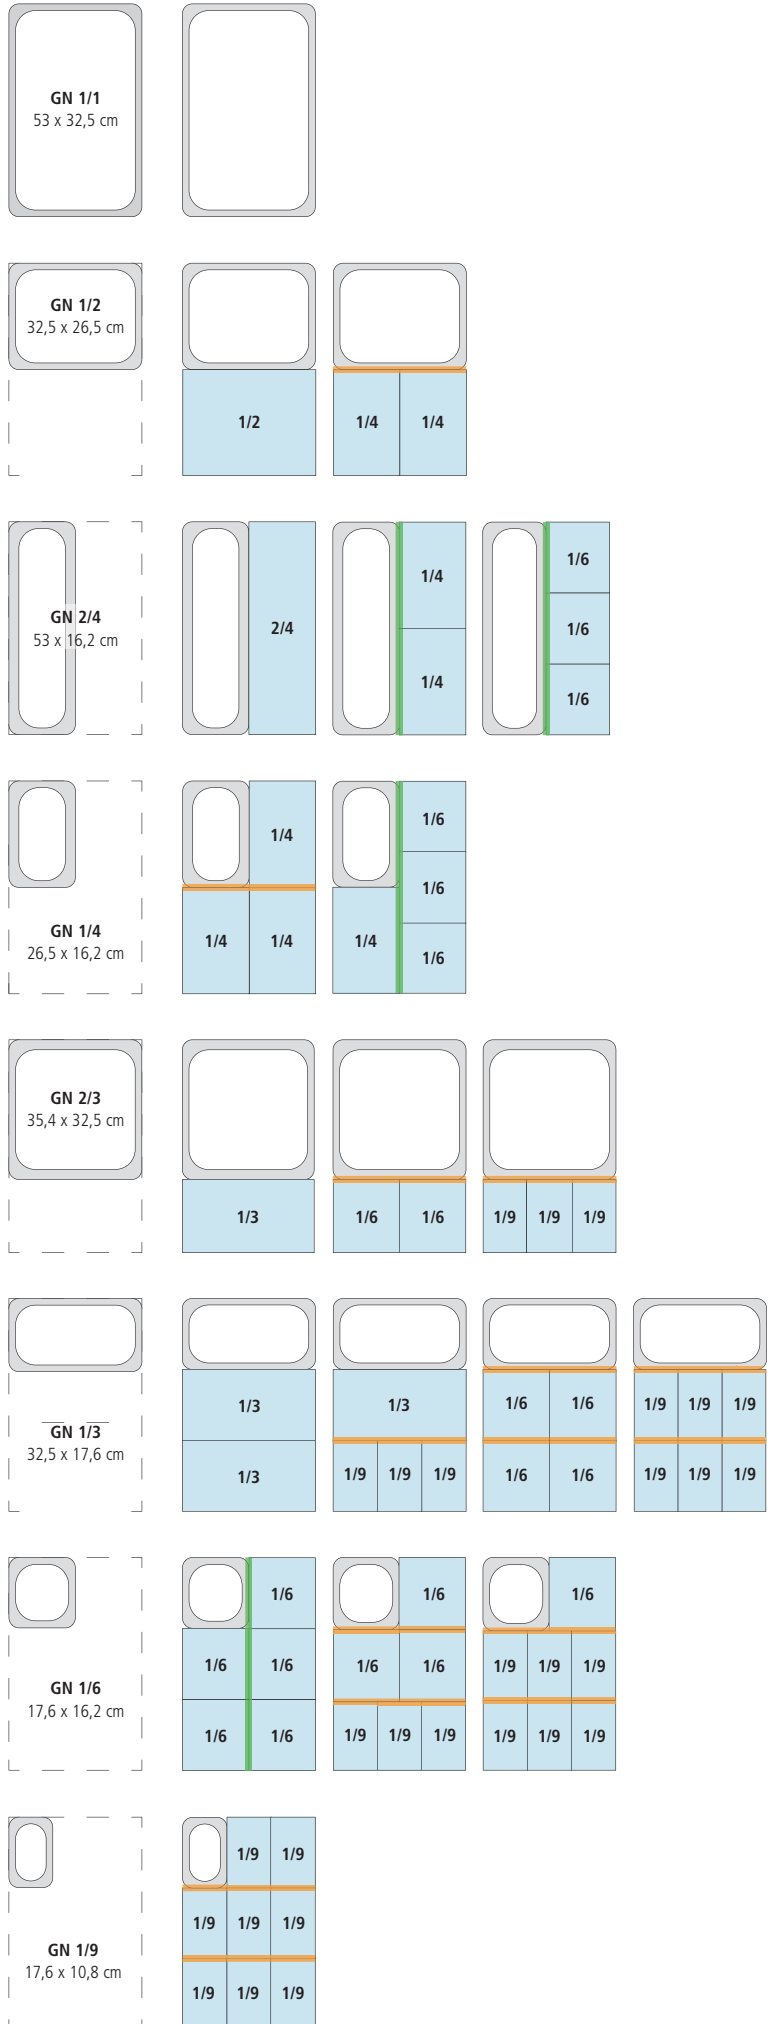 GN 1/1
53 x 32,5 cm
GN 1/2
32,5 x 26,5 cm
1/2
1/4 1/4
GN 2/4
53 x 16,2 cm
2/4
1/4
1/4
1/6
1/6
1/6
GN 1/4
26,5 x 16,2 cm
1/4
1/4 1/4
1/4
1/6
1/6
1/6
GN 2/3
35,4 x 32,5 cm
1/3
1/6 1/6
1/9 1/9 1/9
GN 1/3
32,5 x 17,6 cm
1/3
1/3
1/3
1/9 1/9 1/9
1/6 1/6
1/6 1/6
1/9 1/9 1/9
1/9 1/9 1/9
GN 1/6
17,6 x 16,2 cm
1/6
1/6 1/6
1/6 1/6
1/6
1/6 1/6
1/9 1/9 1/9
1/6
1/9 1/9 1/9
1/9 1/9 1/9
GN 1/9
17,6 x 10,8 cm
1/9 1/9
1/9 1/9 1/9
1/9 1/9 1/9